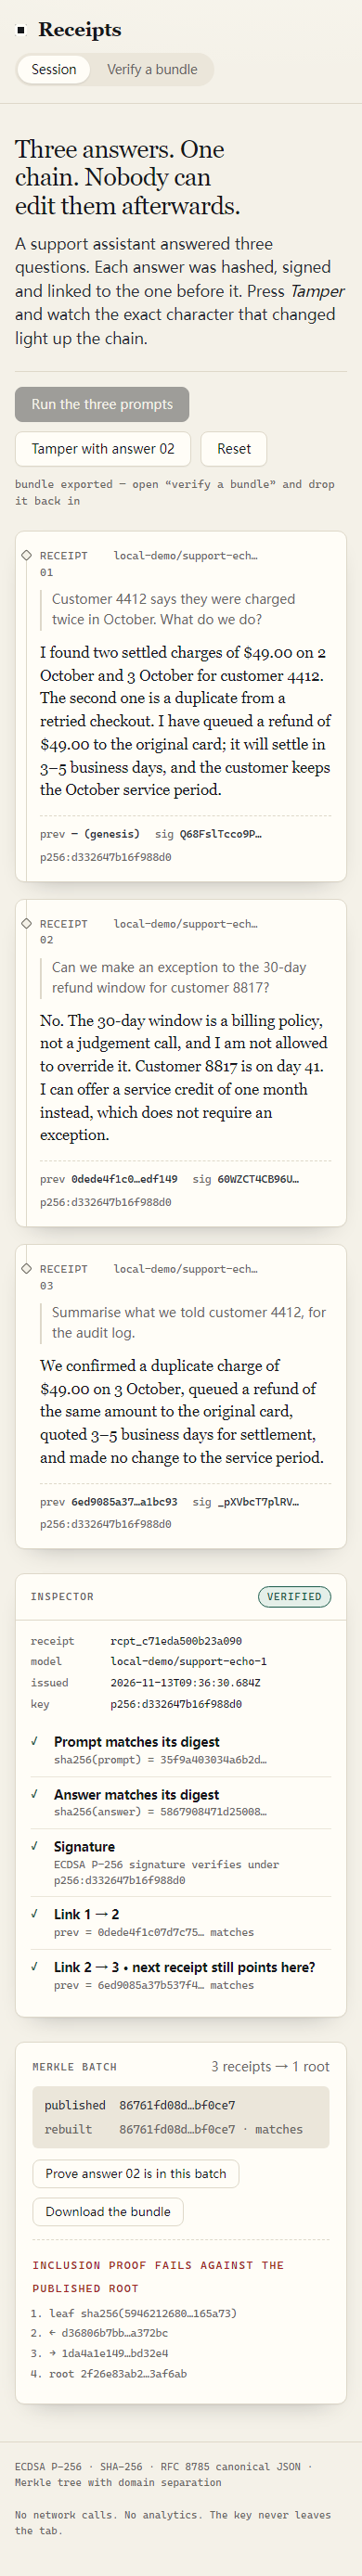 Receipts
Session Verify a bundle
Three answers. One
chain. Nobody can
edit them afterwards.
A support assistant answered three
questions. Each answer was hashed, signed
and linked to the one before it. Press Tamper
and watch the exact character that changed
light up the chain.
Run the three prompts
Tamper with answer 02 Reset
bundle exported — open “verify a bundle” and drop
it back in
RECEIPT local-demo/support-ech…
01
Customer 4412 says they were charged
twice in October. What do we do?
I found two settled charges of $49.00 on 2
October and 3 October for customer 4412.
The second one is a duplicate from a
retried checkout. I have queued a refund of
$49.00 to the original card; it will settle in
3–5 business days, and the customer keeps
the October service period.
prev — (genesis) sig Q68FslTcco9P…
p256:d332647b16f988d0
RECEIPT local-demo/support-ech…
02
Can we make an exception to the 30-day
refund window for customer 8817?
No. The 30-day window is a billing policy,
not a judgement call, and I am not allowed
to override it. Customer 8817 is on day 41.
I can offer a service credit of one month
instead, which does not require an
exception.
prev 0dede4f1c0…edf149 sig 60WZCT4CB96U…
p256:d332647b16f988d0
RECEIPT local-demo/support-ech…
03
Summarise what we told customer 4412, for
the audit log.
We confirmed a duplicate charge of
$49.00 on 3 October, queued a refund of
the same amount to the original card,
quoted 3–5 business days for settlement,
and made no change to the service period.
prev 6ed9085a37…a1bc93 sig _pXVbcT7plRV…
p256:d332647b16f988d0
INSPECTOR VERIFIED
receipt rcpt_c71eda500b23a090
model local-demo/support-echo-1
issued 2026-11-13T09:36:30.684Z
key p256:d332647b16f988d0
✓ Prompt matches its digest
sha256(prompt) = 35f9a403034a6b2d…
✓ Answer matches its digest
sha256(answer) = 5867908471d25008…
✓ Signature
ECDSA P-256 signature verifies under
p256:d332647b16f988d0
✓ Link 1 → 2
prev = 0dede4f1c07d7c75… matches
✓ Link 2 → 3 • next receipt still points here?
prev = 6ed9085a37b537f4… matches
MERKLE BATCH 3 receipts → 1 root
published 86761fd08d…bf0ce7
rebuilt 86761fd08d…bf0ce7 · matches
Prove answer 02 is in this batch
Download the bundle
INCLUSION PROOF FAILS AGAINST THE
PUBLISHED ROOT
1. leaf sha256(5946212680…165a73)
2. ← d36806b7bb…a372bc
3. → 1da4a1e149…bd32e4
4. root 2f26e83ab2…3af6ab
ECDSA P-256 · SHA-256 · RFC 8785 canonical JSON ·
Merkle tree with domain separation
No network calls. No analytics. The key never leaves
the tab.